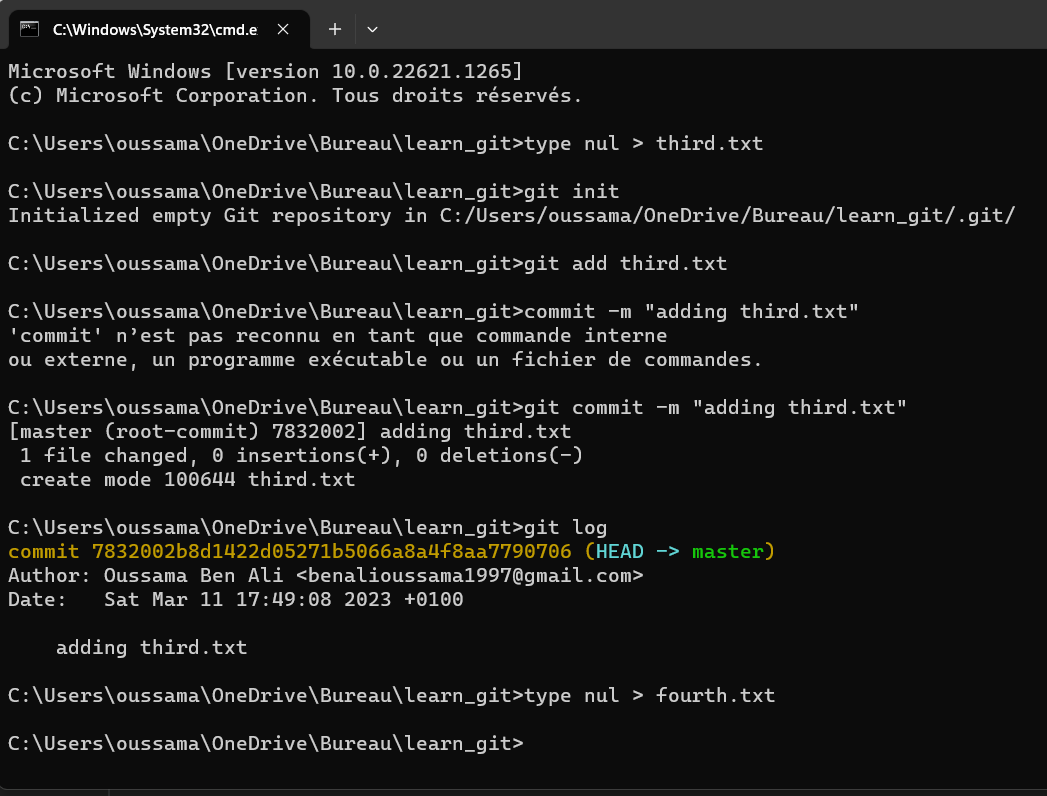 C:\Windows\System32\cmd.e
Microsoft Windows [version 10.0.22621.1265]
(c) Microsoft Corporation. Tous droits réservés.
C:\Users\oussama\OneDrive\Bureau\learn_git>type nul > third.txt
C:\Users\oussama\OneDrive\Bureau\learn_git>git init
Initialized empty Git repository in C:/Users/oussama/OneDrive/Bureau/learn_git/.git/
C:\Users\oussama\OneDrive\Bureau\learn_git>git add third.txt
C:\Users\oussama\OneDrive\Bureau\learn_git>commit -m "adding third.txt"
'commit' n’est pas reconnu en tant que commande interne
ou externe, un programme exécutable ou un fichier de commandes.
C:\Users\oussama\OneDrive\Bureau\learn_git>git commit -m "adding third.txt"
[master (root-commit) 7832002] adding third.txt
 1 file changed, 0 insertions(+), 0 deletions(-)
 create mode 100644 third.txt
C:\Users\oussama\OneDrive\Bureau\learn_git>git log
commit 7832002b8d1422d05271b5066a8a4f8aa7790706 (HEAD -> master)
Author: Oussama Ben Ali <benalioussama1997@gmail.com>
Date:   Sat Mar 11 17:49:08 2023 +0100
    adding third.txt
C:\Users\oussama\OneDrive\Bureau\learn_git>type nul > fourth.txt
C:\Users\oussama\OneDrive\Bureau\learn_git>